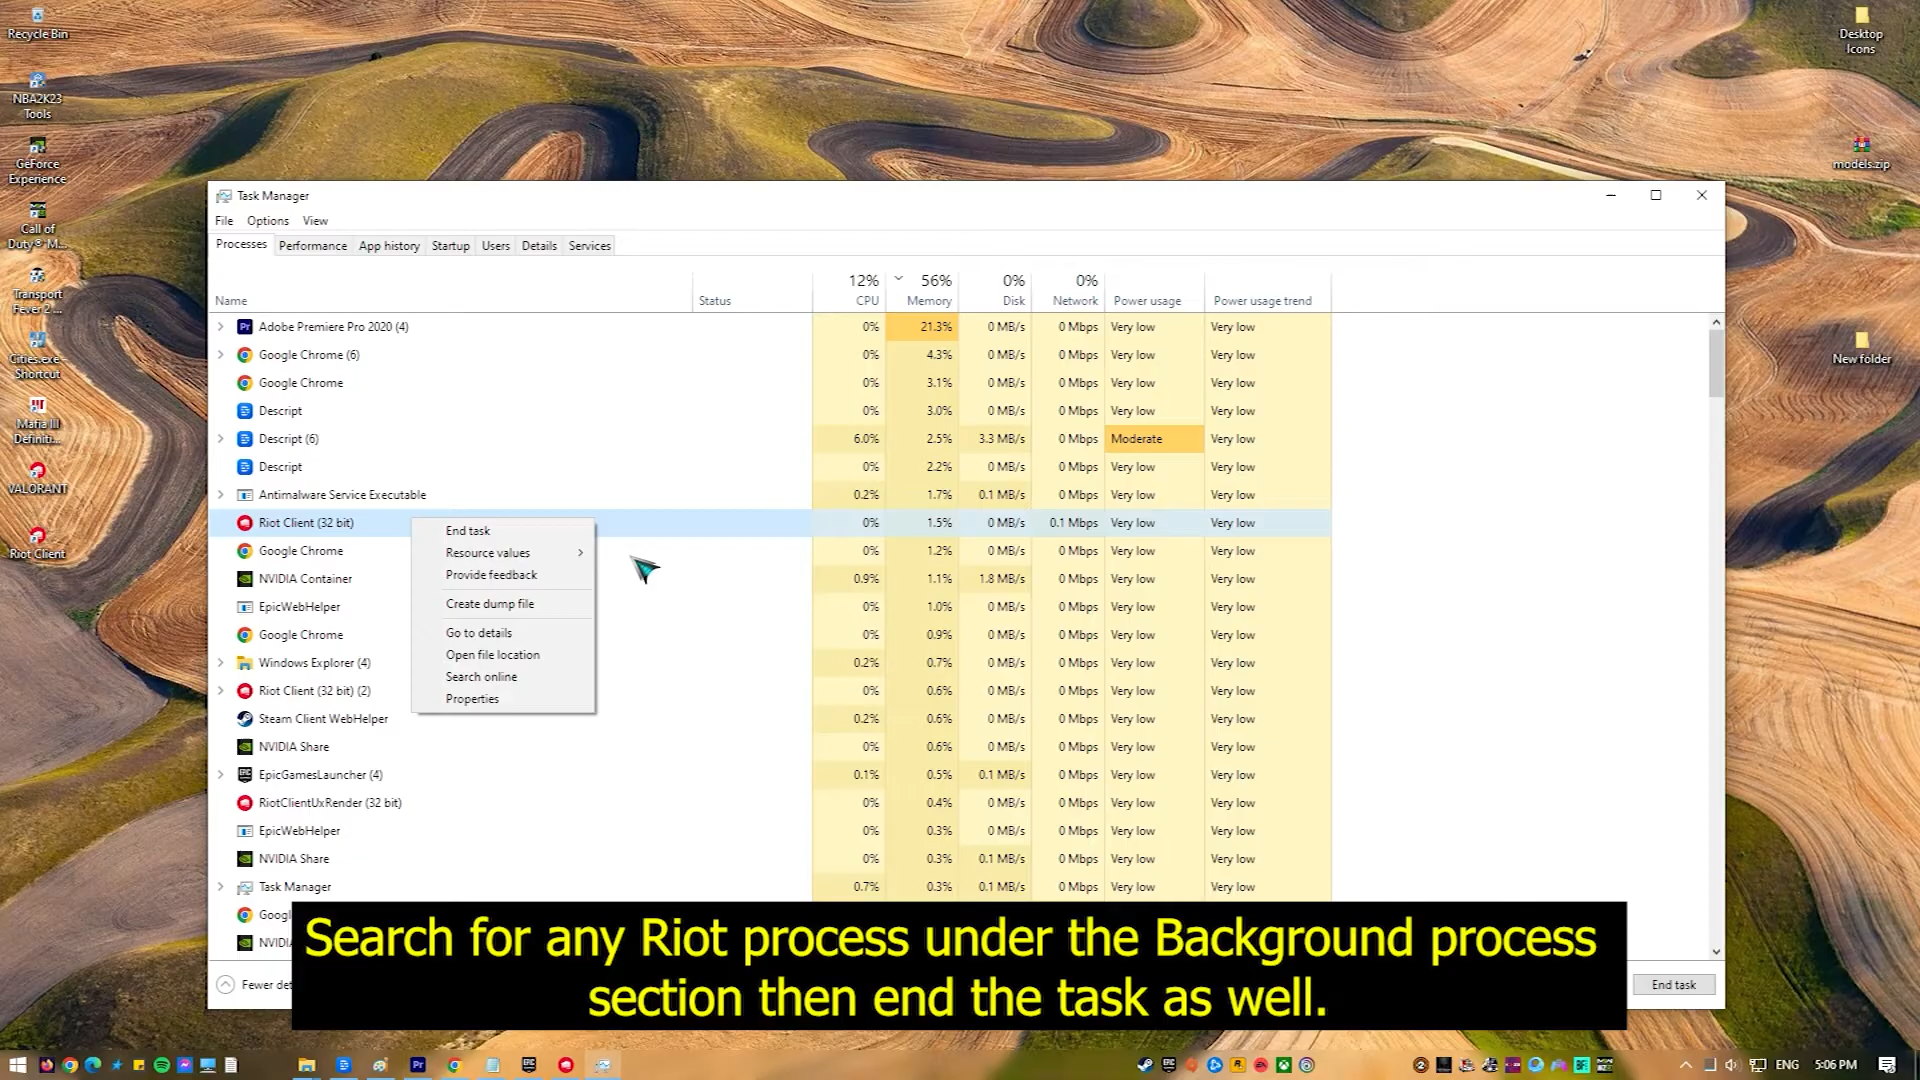 Recycle Bin
NBA2K23
Tools
GeForce
Experience
Call of
Duty® M...
Transport
Fever 2 ...
Cities.exe -
Shortcut
Mafia III
Definiti...
VALORANT
Riot Client
Desktop
Icons
models.zip
New folder
Task Manager
File Options View
Processes Performance App history Startup Users Details Services
12% 56% 0% 0%
Name Status CPU Memory Disk Network Power usage Power usage trend
Adobe Premiere Pro 2020 (4) 0% 21.3% 0 MB/s 0 Mbps Very low Very low
Google Chrome (6) 0% 4.3% 0 MB/s 0 Mbps Very low Very low
Google Chrome 0% 3.1% 0 MB/s 0 Mbps Very low Very low
Descript 0% 3.0% 0 MB/s 0 Mbps Very low Very low
Descript (6) 6.0% 2.5% 3.3 MB/s 0 Mbps Moderate Very low
Descript 0% 2.2% 0 MB/s 0 Mbps Very low Very low
Antimalware Service Executable 0.2% 1.7% 0.1 MB/s 0 Mbps Very low Very low
Riot Client (32 bit) 0% 1.5% 0 MB/s 0.1 Mbps Very low Very low
Google Chrome 0% 1.2% 0 MB/s 0 Mbps Very low Very low
NVIDIA Container 0.9% 1.1% 1.8 MB/s 0 Mbps Very low Very low
EpicWebHelper 0% 1.0% 0 MB/s 0 Mbps Very low Very low
Google Chrome 0% 0.9% 0 MB/s 0 Mbps Very low Very low
Windows Explorer (4) 0.2% 0.7% 0 MB/s 0 Mbps Very low Very low
Riot Client (32 bit) (2) 0% 0.6% 0 MB/s 0 Mbps Very low Very low
Steam Client WebHelper 0.2% 0.6% 0 MB/s 0 Mbps Very low Very low
NVIDIA Share 0% 0.6% 0 MB/s 0 Mbps Very low Very low
EpicGamesLauncher (4) 0.1% 0.5% 0.1 MB/s 0 Mbps Very low Very low
RiotClientUxRender (32 bit) 0% 0.4% 0 MB/s 0 Mbps Very low Very low
EpicWebHelper 0% 0.3% 0 MB/s 0 Mbps Very low Very low
NVIDIA Share 0% 0.3% 0.1 MB/s 0 Mbps Very low Very low
Task Manager 0.7% 0.3% 0.1 MB/s 0 Mbps Very low Very low
End task
Resource values
Provide feedback
Create dump file
Go to details
Open file location
Search online
Properties
Search for any Riot process under the Background process
section then end the task as well.
Fewer
End task
ENG 5:06 PM